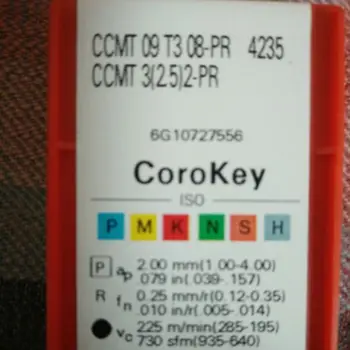 CCMT 09 T3 08-PR 4235
CCMT 3(2.5)2-PR
6G10727556
CoroKey
ISO
P M K N S H
P ap 2.00 mm(1.00-4.00)
.079 in(.039-.157)
R fn 0.25 mm/r(0.12-0.35)
.010 in/r(.005-.014)
vc 225 m/min(285-195)
730 sfm(935-640)